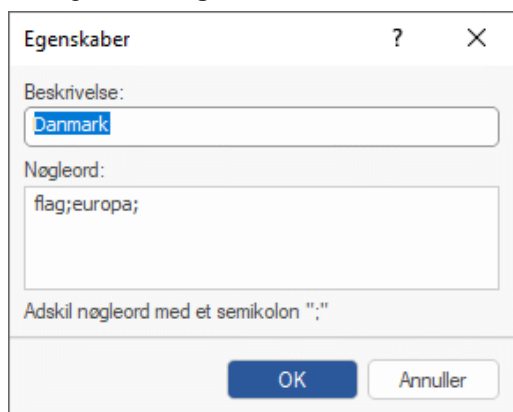 Egenskaber ?
Beskrivelse:
Danmark
Nøgleord:
flag;europa;
Adskil nøgleord med et semikolon ";"
OK Annuller